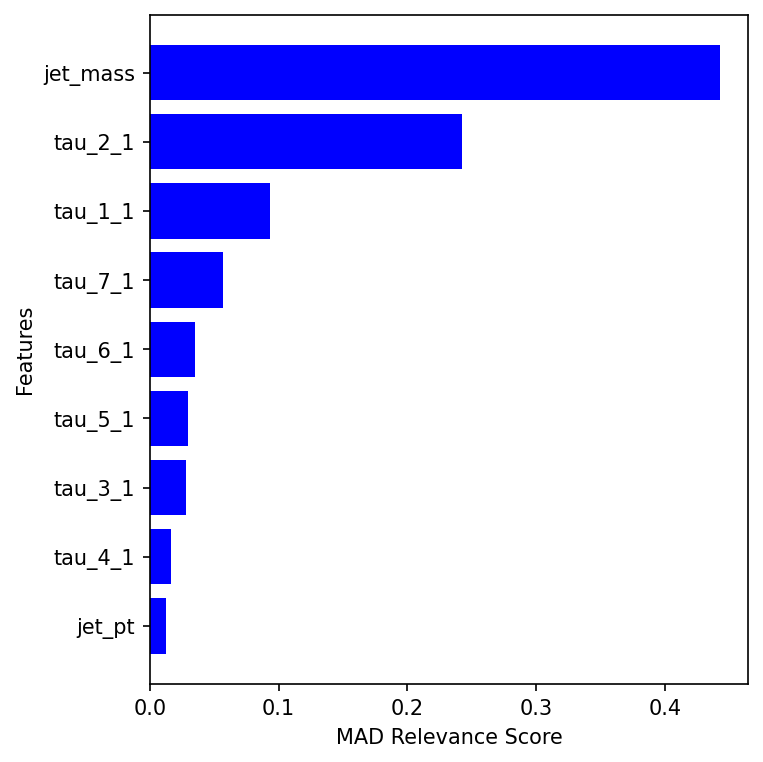 jet_mass
tau_2_1
tau_1_1
tau_7_1
tau_6_1
tau_5_1
tau_3_1
tau_4_1
jet_pt
Features
0.0 0.1 0.2 0.3 0.4
MAD Relevance Score